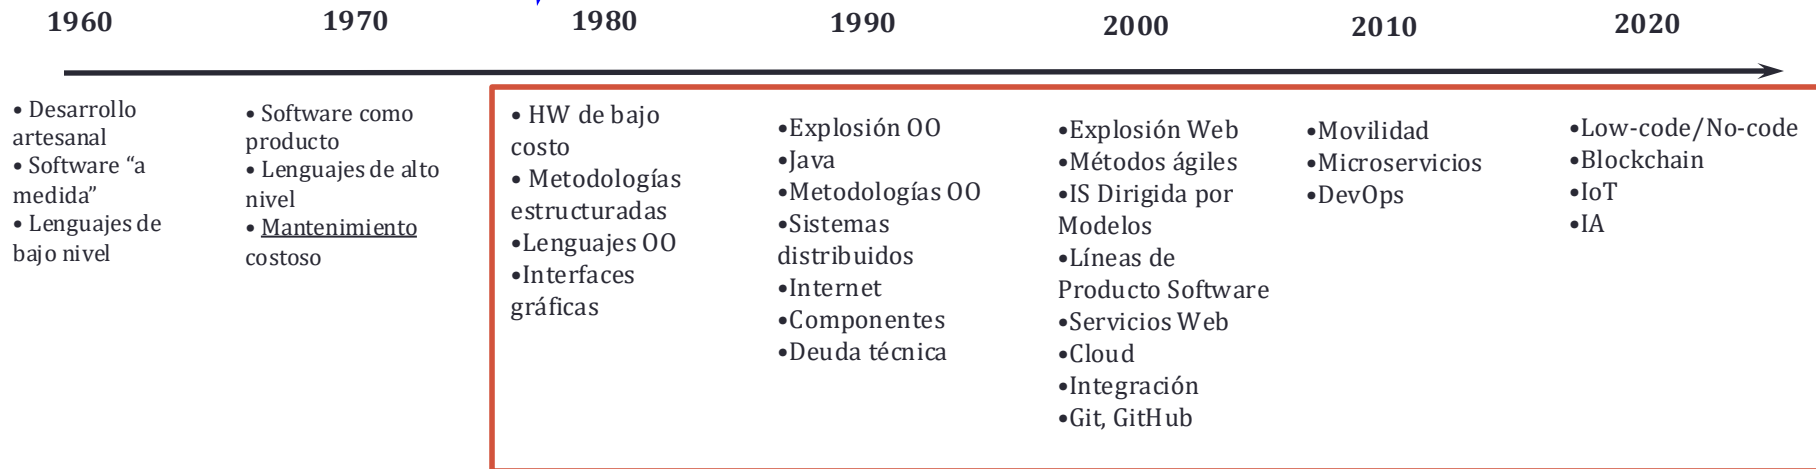 1960
1970
1980
1990
2000
2010
2020
• Desarrollo
artesanal
• Software “a
medida”
• Lenguajes de
bajo nivel
• Software como
producto
• Lenguajes de alto
nivel
• Mantenimiento
costoso
• HW de bajo
costo
• Metodologías
estructuradas
•Lenguajes OO
•Interfaces
gráficas
•Explosión OO
•Java
•Metodologías OO
•Sistemas
distribuidos
•Internet
•Componentes
•Deuda técnica
•Explosión Web
•Métodos ágiles
•IS Dirigida por
Modelos
•Líneas de
Producto Software
•Servicios Web
•Cloud
•Integración
•Git, GitHub
•Movilidad
•Microservicios
•DevOps
•Low-code/No-code
•Blockchain
•IoT
•IA